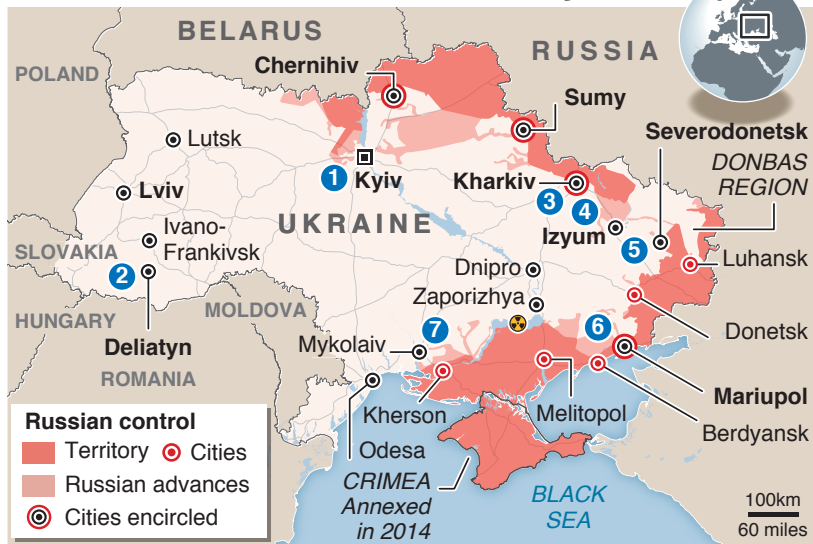 BELARUS
RUSSIA
POLAND
Chernihiv
Sumy
Severodonetsk
DONBAS
REGION
Lutsk
1
Kyiv
Kharkiv
Lviv
3
4
UKRAINE
Izyum
5
Ivano-
Frankivsk
SLOVAKIA
2
Dnipro
Luhansk
Zaporizhya
MOLDOVA
HUNGARY
7
6
Donetsk
Deliatyn
Mykolaiv
ROMANIA
Mariupol
Kherson
Melitopol
Berdyansk
Odesa
CRIMEA
Annexed
in 2014
BLACK
SEA
Russian control
Territory
Cities
Russian advances
Cities encircled
100km
60 miles